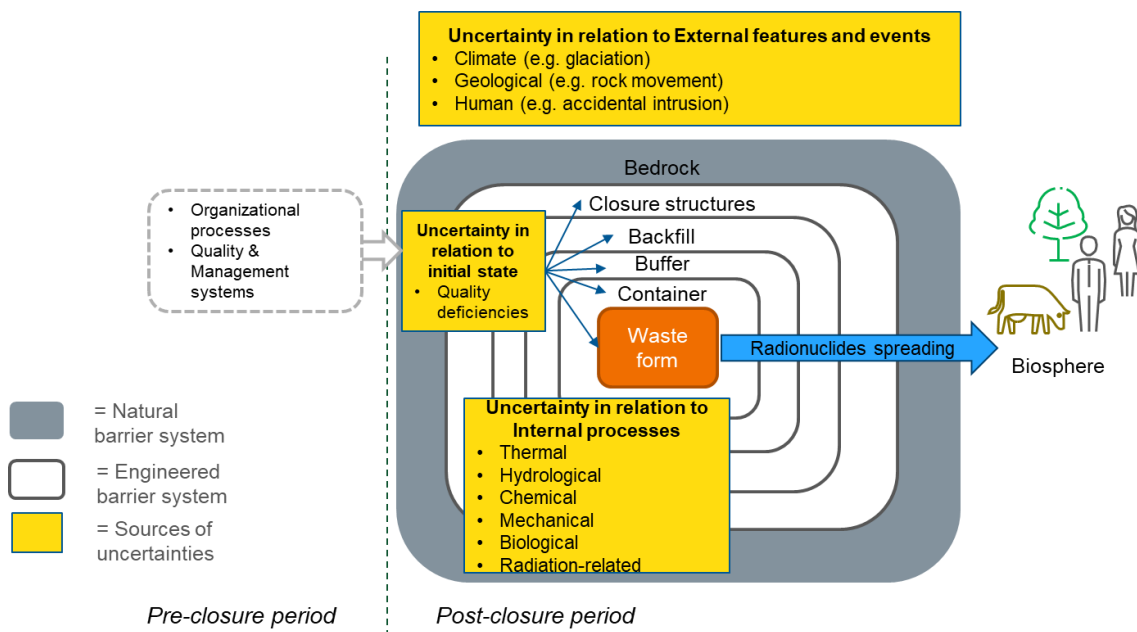 Uncertainty in relation to External features and events
• Climate (e.g. glaciation)
• Geological (e.g. rock movement)
• Human (e.g. accidental intrusion)
• Organizational
processes
• Quality &
Management
systems
Bedrock
Closure structures
Backfill
Buffer
Container
Uncertainty in
relation to
initial state
• Quality
deficiencies
Waste
form
Radionuclides spreading
Biosphere
Uncertainty in relation to
Internal processes
• Thermal
• Hydrological
• Chemical
• Mechanical
• Biological
• Radiation-related
= Natural
barrier system
= Engineered
barrier system
= Sources of
uncertainties
Pre-closure period
Post-closure period